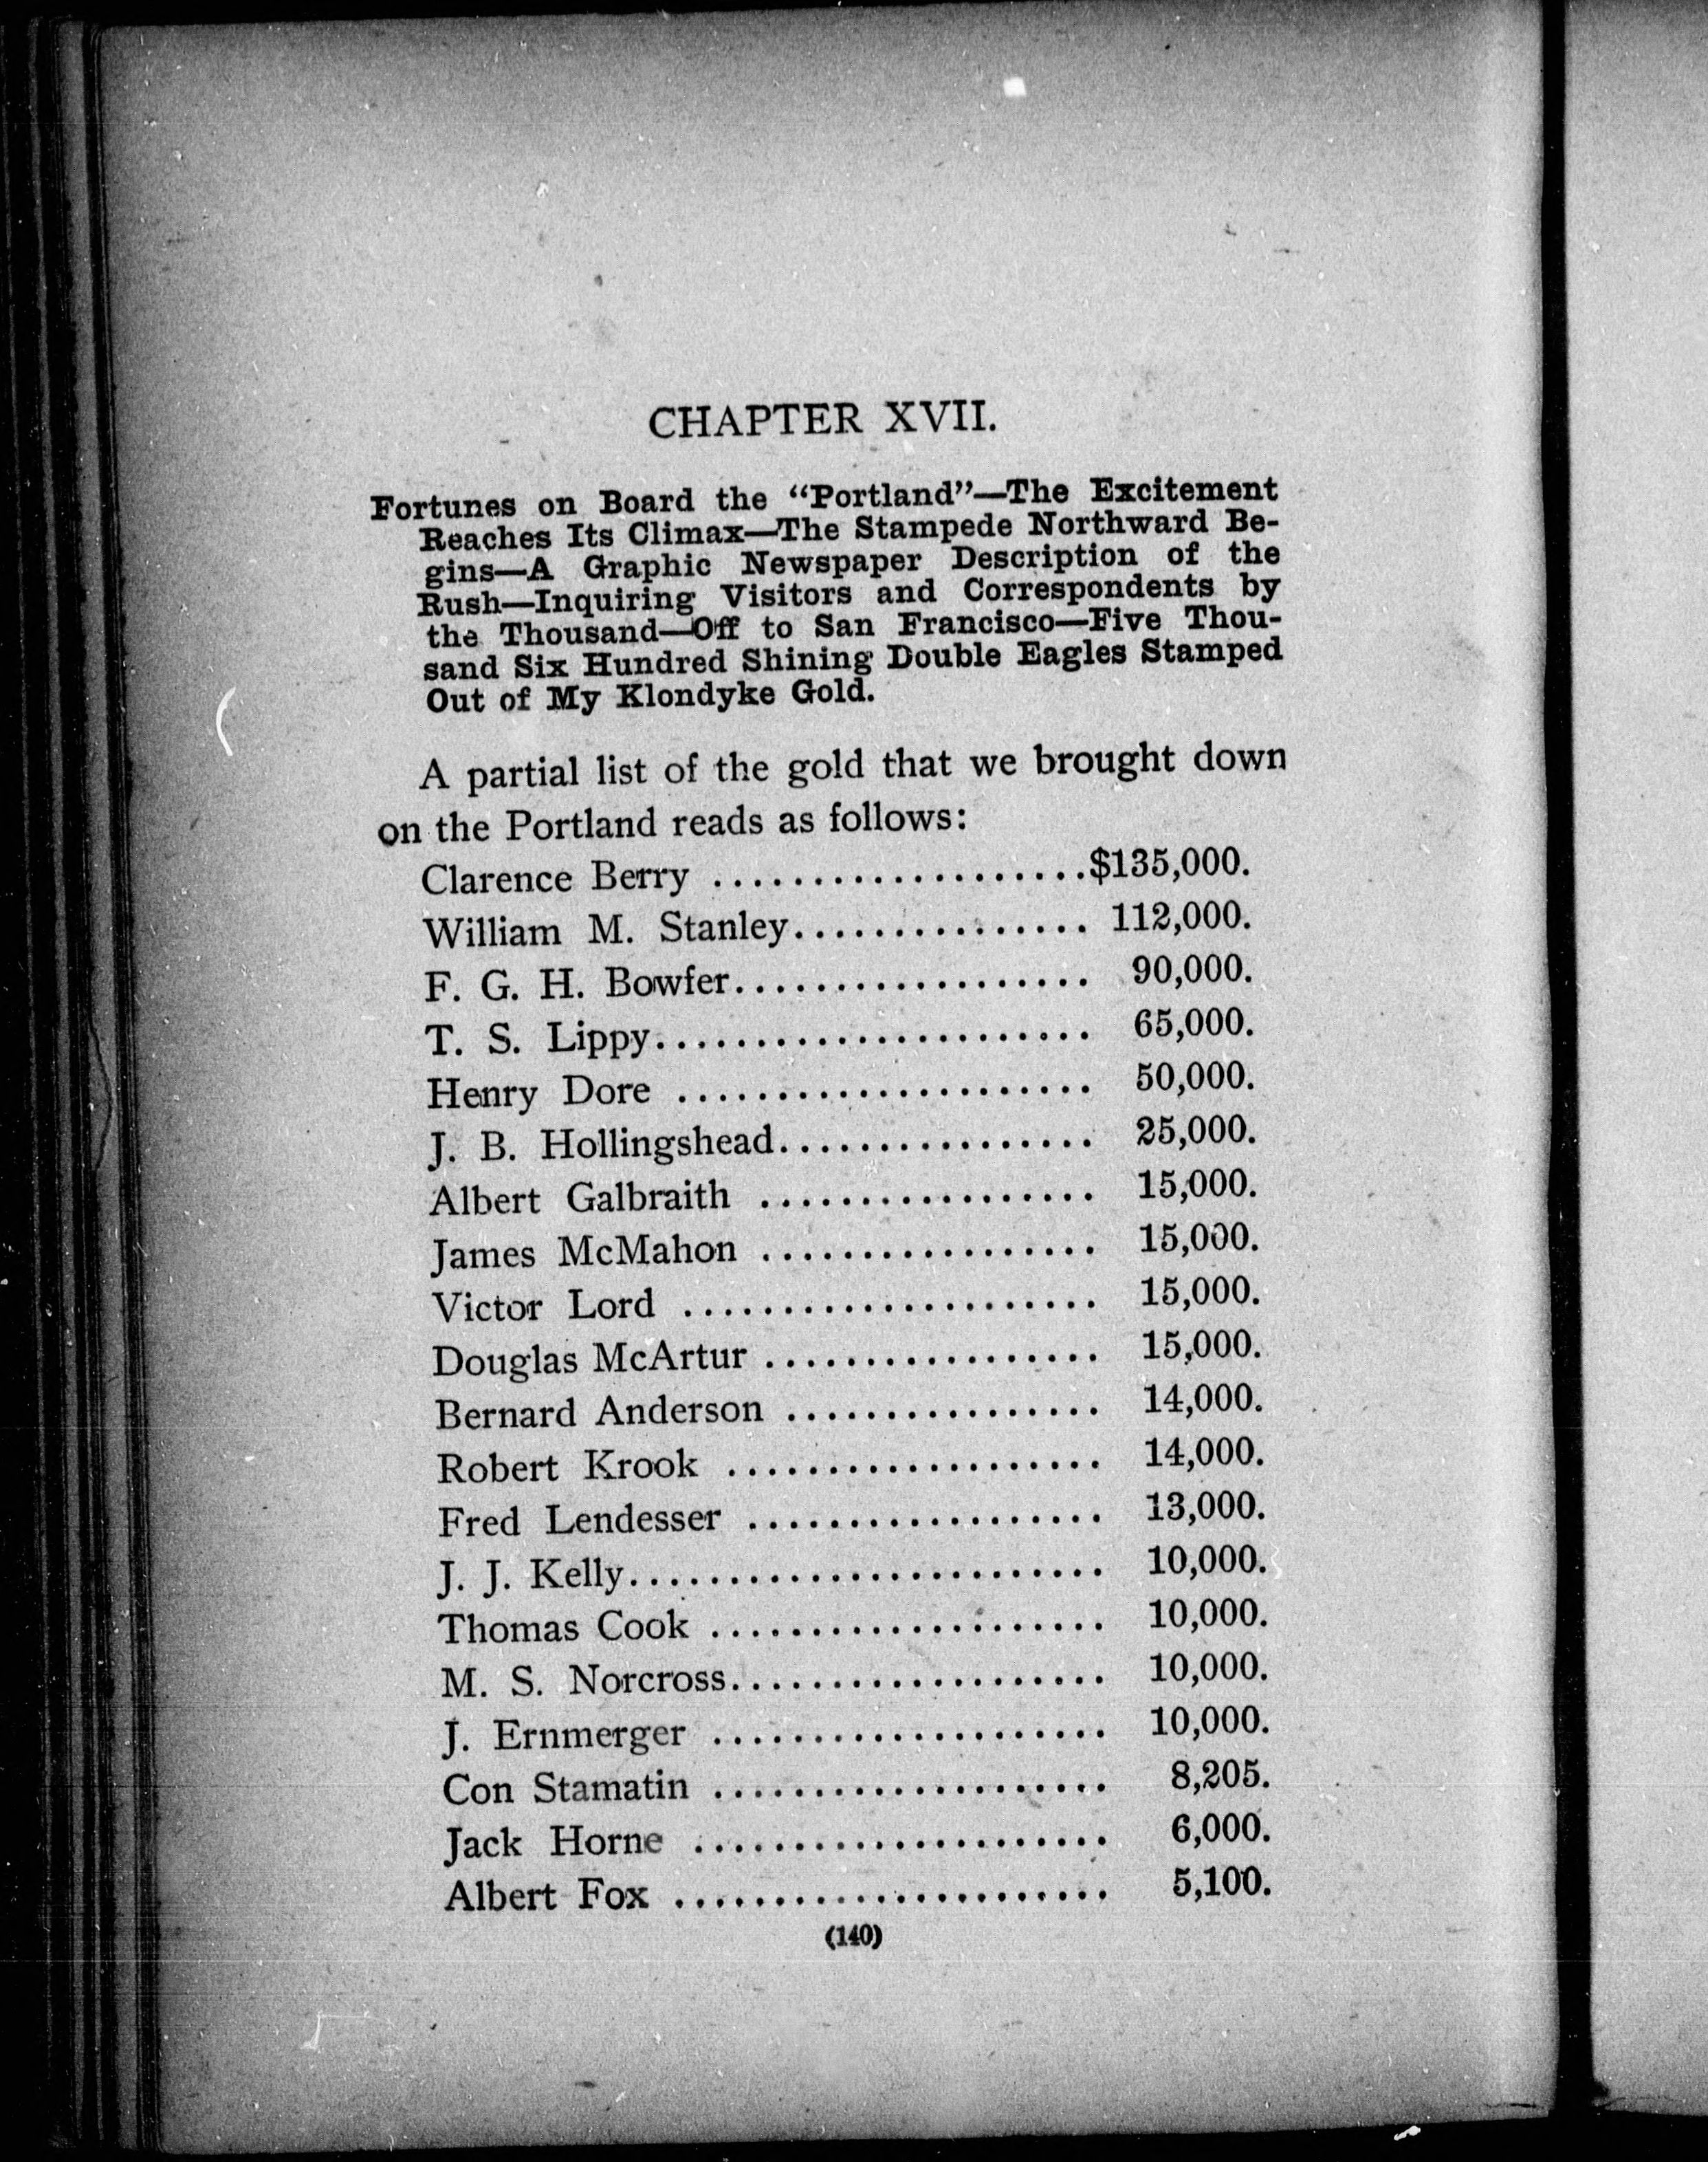 CHAPTER XVII.
Fortunes on Board the “Portland”—The Excitement
Reaches Its Climax—The Stampede Northward Be-
gins—A Graphic Newspaper Description of the
Rush—Inquiring Visitors and Correspondents by
the Thousand—Off to San Francisco—Five Thou-
sand Six Hundred Shining Double Eagles Stamped
Out of My Klondyke Gold.
A partial list of the gold that we brought down
on the Portland reads as follows:
Clarence Berry ...................$135,000.
William M. Stanley............... 112,000.
F. G. H. Bowfer.................. 90,000.
T. S. Lippy...................... 65,000.
Henry Dore ..................... 50,000.
J. B. Hollingshead................ 25,000.
Albert Galbraith ................. 15,000.
James McMahon ................. 15,000.
Victor Lord ..................... 15,000.
Douglas McArtur ................. 15,000.
Bernard Anderson ................ 14,000.
Robert Krook ................... 14,000.
Fred Lendesser .................. 13,000.
J. J. Kelly........................ 10,000.
Thomas Cook .................... 10,000.
M. S. Norcross................... 10,000.
J. Ernmerger .................... 10,000.
Con Stamatin .................... 8,205.
Jack Horne ..................... 6,000.
Albert Fox ...................... 5,100.
(140)